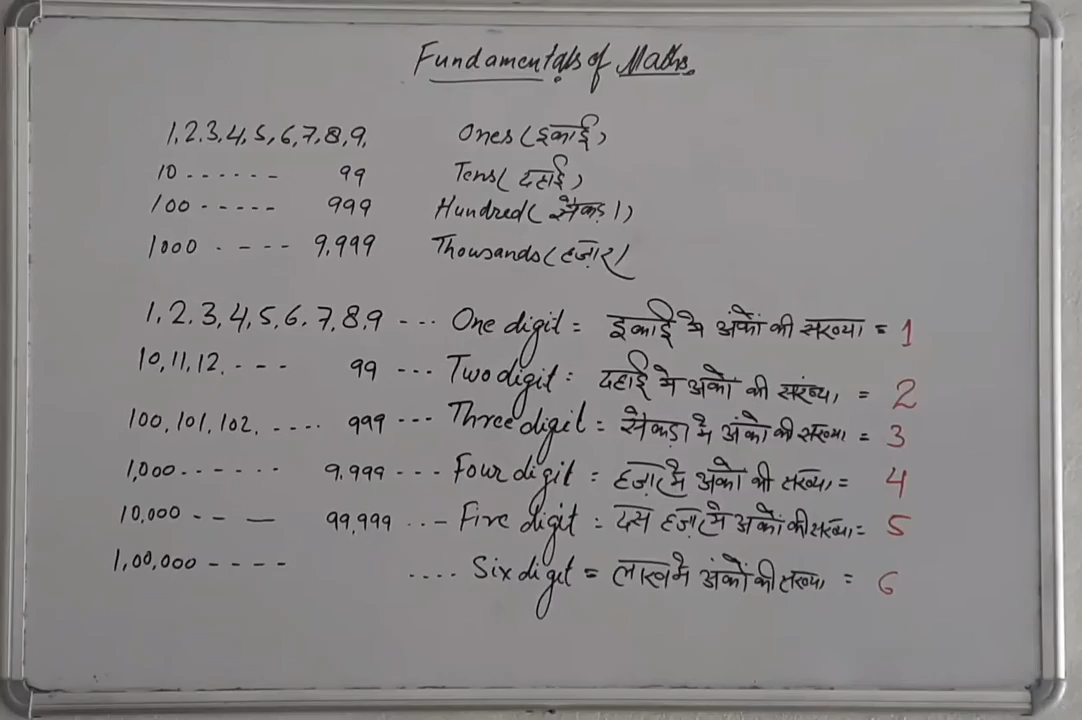 Fundamentals of Maths.
1,2,3,4,5,6,7,8,9, Ones (इकाई)
10 ------ 99 Tens (दहाई)
100 ----- 999 Hundred (सैकड़ा)
1000 ---- 9,999 Thousands (हज़ार)
1,2,3,4,5,6,7,8,9 --- One digit = इकाई मे अंकों की संख्या = 1
10,11,12, --- 99 --- Two digit = दहाई मे अंको की संख्या = 2
100,101,102, ---- 999 --- Three digit = सैकड़ा मे अंको की संख्या = 3
1,000 ------ 9,999 --- Four digit = हज़ार मे अंको की संख्या = 4
10,000 -- — 99,999 --- Five digit = दस हज़ार मे अंको की संख्या = 5
1,00,000 ---- .... Six digit = लाख मे अंकों की संख्या = 6